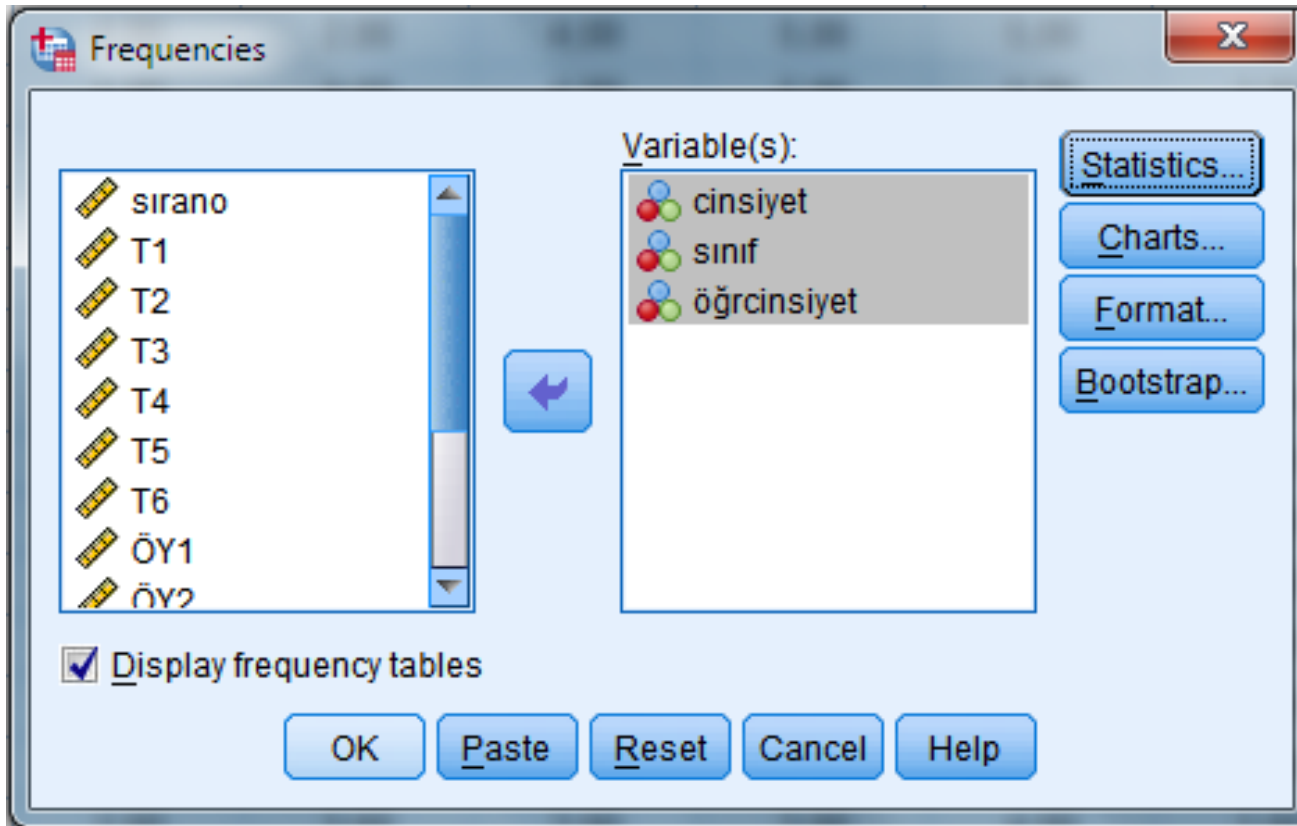 Frequencies
Variable(s):
sırano
T1
T2
T3
T4
T5
T6
ÖY1
ÖY2
cinsiyet
sınıf
öğrcinsiyet
Statistics...
Charts...
Format...
Bootstrap...
Display frequency tables
OK Paste Reset Cancel Help